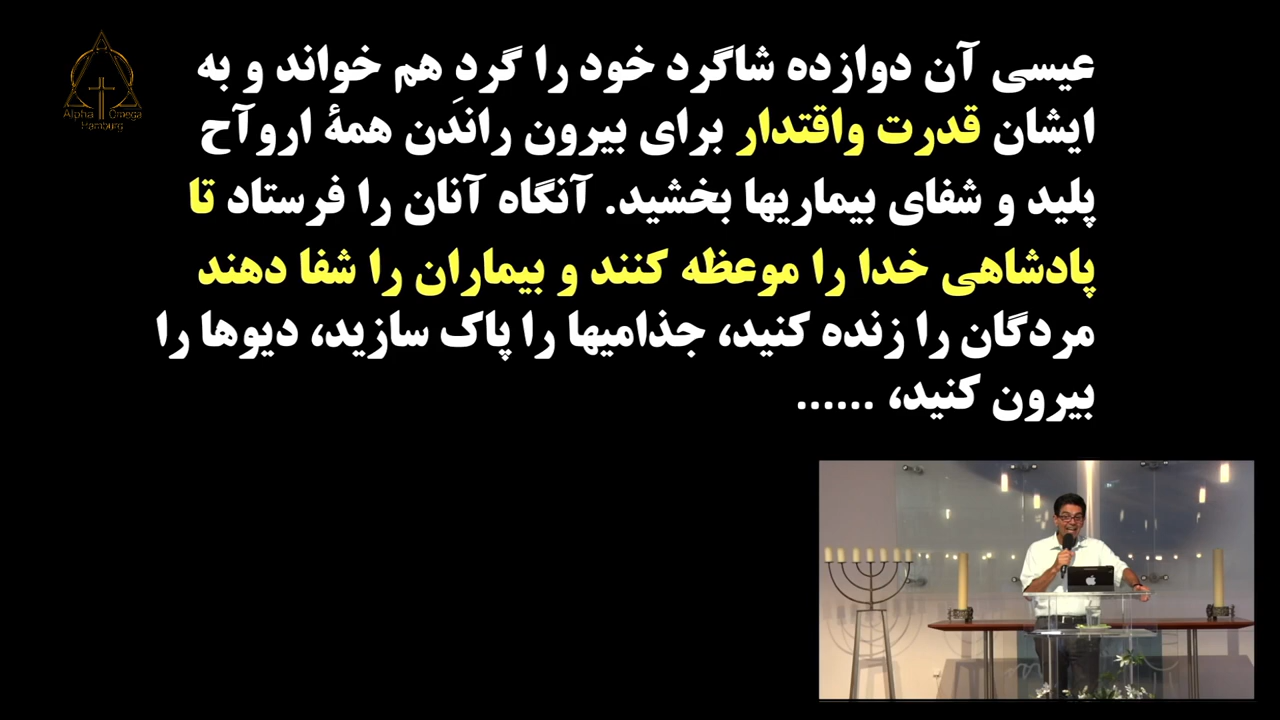 عیسی آن دوازده شاگرد خود را گردِ هم خواند و به
ایشان قدرت واقتدار برای بیرون راندَن همۀ اروآح
پلید و شفای بیماریها بخشید. آنگاه آنان را فرستاد تا
پادشاهی خدا را موعظه کنند و بیماران را شفا دهند
مردگان را زنده کنید، جذامیها را پاک سازید، دیوها را
بیرون کنید، ......
Alpha Omega
Hamburg